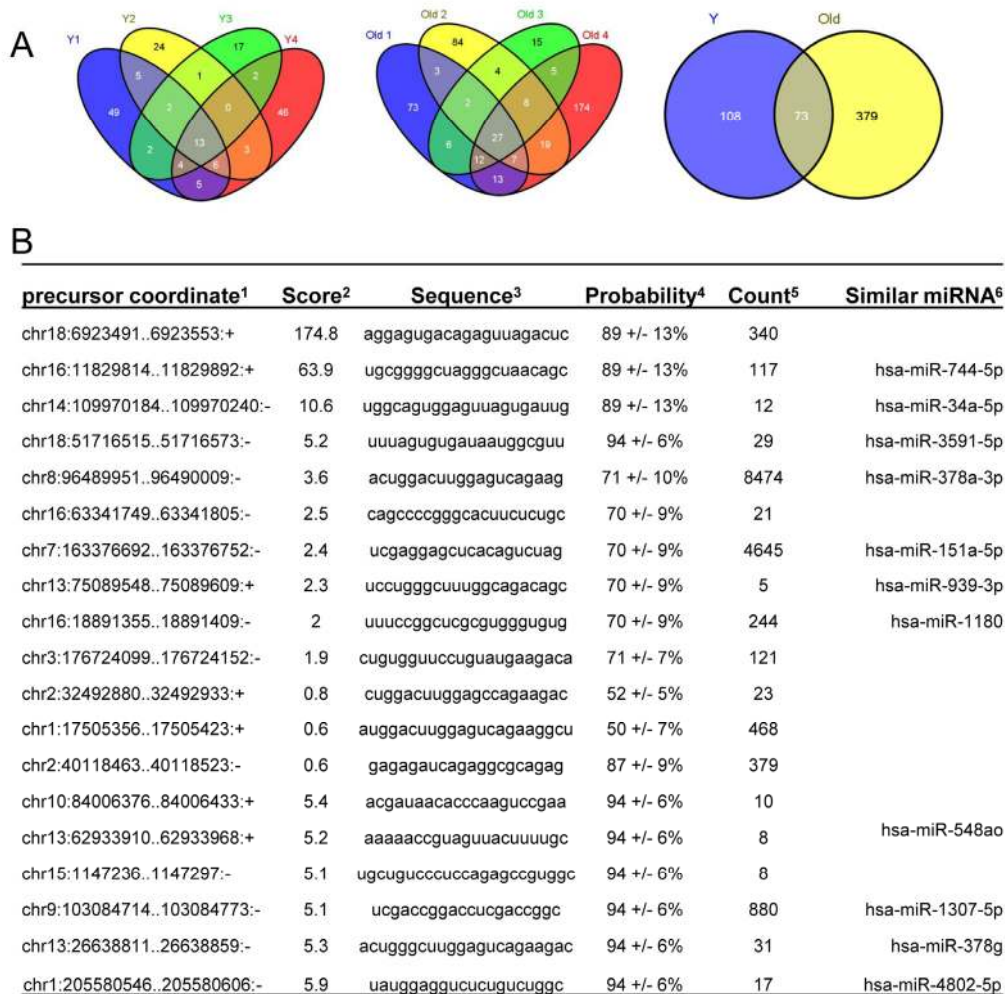 A
Y1 Y2 Y3 Y4
24 17
5 1 2
49 2 0 46
13
2 4 6 3
5
Old 1 Old 2 Old 3 Old 4
84 15
3 4 5
73 2 6 174
27
6 12 7 19
13
Y Old
108 73 379
B
precursor coordinate1 Score2 Sequence3 Probability4 Count5 Similar miRNA6
chr18:6923491..6923553:+ 174.8 aggagugacagaguuagacuc 89 +/- 13% 340
chr16:11829814..11829892:+ 63.9 ugcggggcuagggcuaacagc 89 +/- 13% 117 hsa-miR-744-5p
chr14:109970184..109970240:- 10.6 uggcaguggaguuagugauug 89 +/- 13% 12 hsa-miR-34a-5p
chr18:51716515..51716573:- 5.2 uuuagugugauaauggcguu 94 +/- 6% 29 hsa-miR-3591-5p
chr8:96489951..96490009:- 3.6 acuggacuuggagucagaag 71 +/- 10% 8474 hsa-miR-378a-3p
chr16:63341749..63341805:- 2.5 cagccccgggcacuucucugc 70 +/- 9% 21
chr7:163376692..163376752:- 2.4 ucgaggagcucacagucuag 70 +/- 9% 4645 hsa-miR-151a-5p
chr13:75089548..75089609:+ 2.3 uccugggcuuuggcagacagc 70 +/- 9% 5 hsa-miR-939-3p
chr16:18891355..18891409:- 2 uuuccggcucgcgugggugug 70 +/- 9% 244 hsa-miR-1180
chr3:176724099..176724152:- 1.9 cugugguuccuguaugaagaca 71 +/- 7% 121
chr2:32492880..32492933:+ 0.8 cuggacuuggagccagaagac 52 +/- 5% 23
chr1:17505356..17505423:+ 0.6 auggacuuggagucagaaggcu 50 +/- 7% 468
chr2:40118463..40118523:- 0.6 gagagaucagaggcgcagag 87 +/- 9% 379
chr10:84006376..84006433:+ 5.4 acgauaacacccaaguccgaa 94 +/- 6% 10
chr13:62933910..62933968:+ 5.2 aaaaaccguaguuacuuuugc 94 +/- 6% 8 hsa-miR-548ao
chr15:1147236..1147297:- 5.1 ugcugucccuccagagccguggc 94 +/- 6% 8
chr9:103084714..103084773:- 5.1 ucgaccggaccucgaccggc 94 +/- 6% 880 hsa-miR-1307-5p
chr13:26638811..26638859:- 5.3 acugggcuuggagucagaagac 94 +/- 6% 31 hsa-miR-378g
chr1:205580546..205580606:- 5.9 uauggaggucucugucuggc 94 +/- 6% 17 hsa-miR-4802-5p